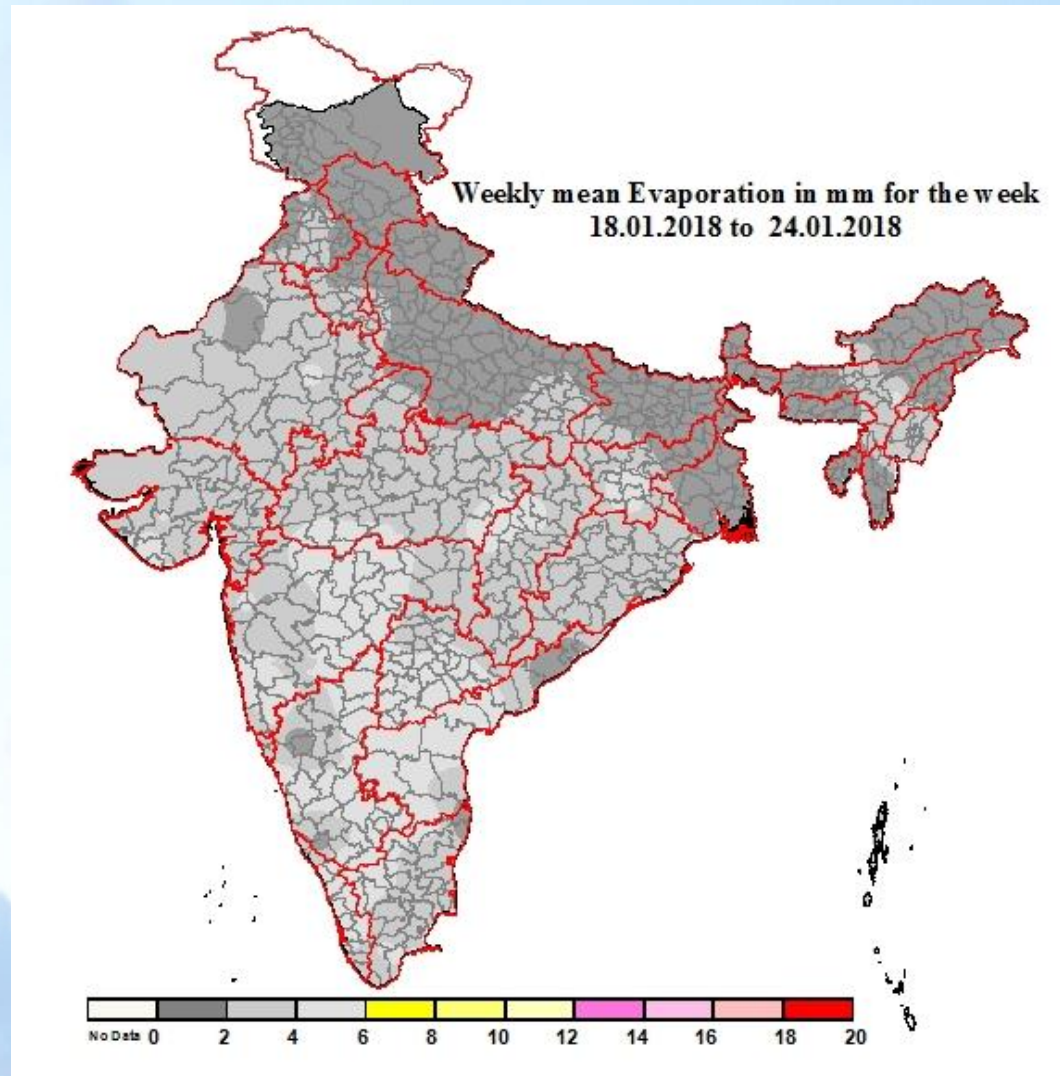 Weekly mean Evaporation in mm for the week
18.01.2018 to 24.01.2018
No Data 0 2 4 6 8 10 12 14 16 18 20